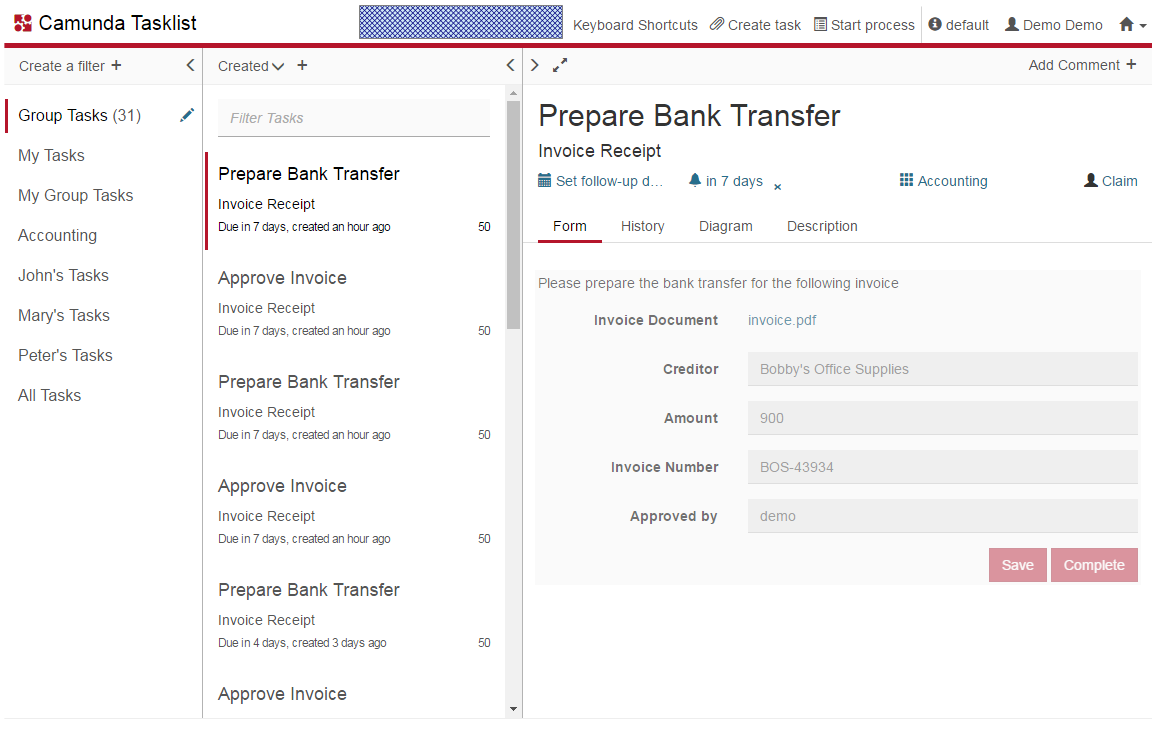 Camunda Tasklist
Keyboard Shortcuts Create task Start process default Demo Demo
Create a filter +
Group Tasks (31)
My Tasks
My Group Tasks
Accounting
John's Tasks
Mary's Tasks
Peter's Tasks
All Tasks
Created +
Filter Tasks
Prepare Bank Transfer
Invoice Receipt
Due in 7 days, created an hour ago 50
Approve Invoice
Invoice Receipt
Due in 7 days, created an hour ago 50
Prepare Bank Transfer
Invoice Receipt
Due in 7 days, created an hour ago 50
Approve Invoice
Invoice Receipt
Due in 7 days, created an hour ago 50
Prepare Bank Transfer
Invoice Receipt
Due in 4 days, created 3 days ago 50
Approve Invoice
Add Comment +
Prepare Bank Transfer
Invoice Receipt
Set follow-up d... in 7 days × Accounting Claim
Form History Diagram Description
Please prepare the bank transfer for the following invoice
Invoice Document invoice.pdf
Creditor Bobby's Office Supplies
Amount 900
Invoice Number BOS-43934
Approved by demo
Save Complete